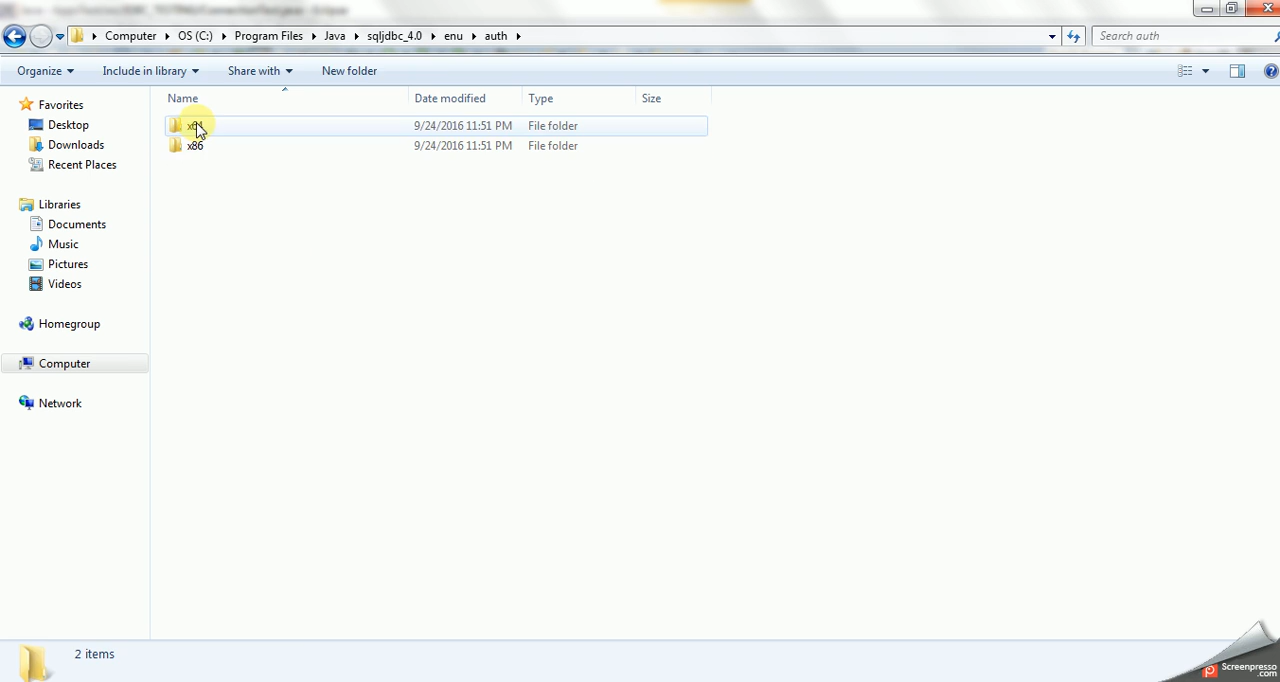 Computer OS (C:) Program Files Java sqljdbc_4.0 enu auth Search auth
Organize Include in library Share with New folder
Name Date modified Type Size
Favorites
Desktop
Downloads
Recent Places
Libraries
Documents
Music
Pictures
Videos
Homegroup
Computer
Network
x64 9/24/2016 11:51 PM File folder
x86 9/24/2016 11:51 PM File folder
2 items
Screenpresso
.com